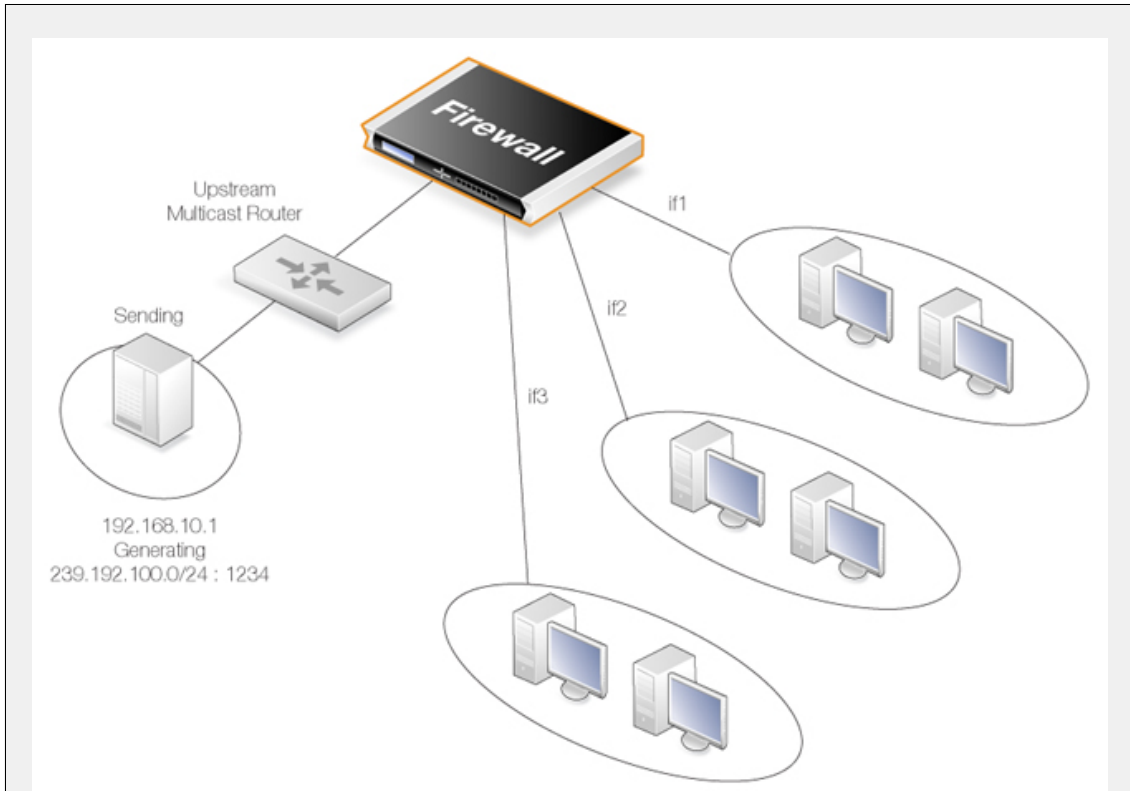 Firewall
Upstream
Multicast Router
if1
if2
Sending
if3
192.168.10.1
Generating
239.192.100.0/24 : 1234